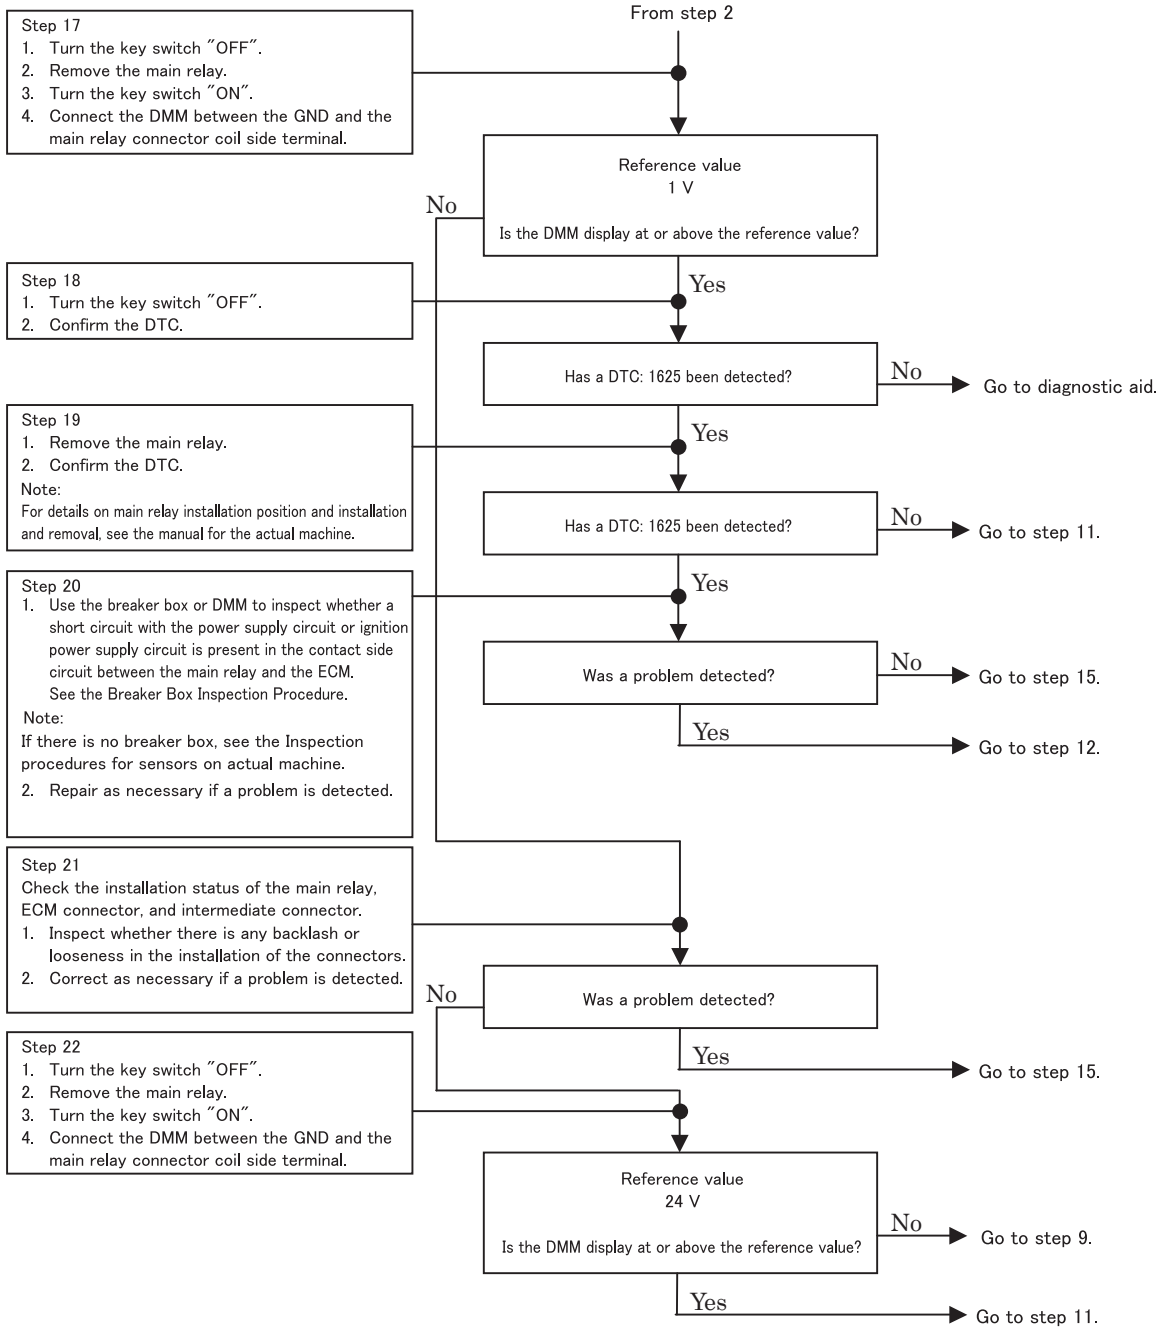 From step 2
Step 17
1. Turn the key switch "OFF".
2. Remove the main relay.
3. Turn the key switch "ON".
4. Connect the DMM between the GND and the
main relay connector coil side terminal.
Reference value
1 V
Is the DMM display at or above the reference value?
No
Yes
Step 18
1. Turn the key switch "OFF".
2. Confirm the DTC.
Has a DTC: 1625 been detected?
No
Go to diagnostic aid.
Yes
Step 19
1. Remove the main relay.
2. Confirm the DTC.
Note:
For details on main relay installation position and installation
and removal, see the manual for the actual machine.
Has a DTC: 1625 been detected?
No
Go to step 11.
Yes
Step 20
1. Use the breaker box or DMM to inspect whether a
short circuit with the power supply circuit or ignition
power supply circuit is present in the contact side
circuit between the main relay and the ECM.
See the Breaker Box Inspection Procedure.
Note:
If there is no breaker box, see the Inspection
procedures for sensors on actual machine.
2. Repair as necessary if a problem is detected.
Was a problem detected?
No
Go to step 15.
Yes
Go to step 12.
Step 21
Check the installation status of the main relay,
ECM connector, and intermediate connector.
1. Inspect whether there is any backlash or
looseness in the installation of the connectors.
2. Correct as necessary if a problem is detected.
Was a problem detected?
No
Yes
Go to step 15.
Step 22
1. Turn the key switch "OFF".
2. Remove the main relay.
3. Turn the key switch "ON".
4. Connect the DMM between the GND and the
main relay connector coil side terminal.
Reference value
24 V
Is the DMM display at or above the reference value?
No
Go to step 9.
Yes
Go to step 11.